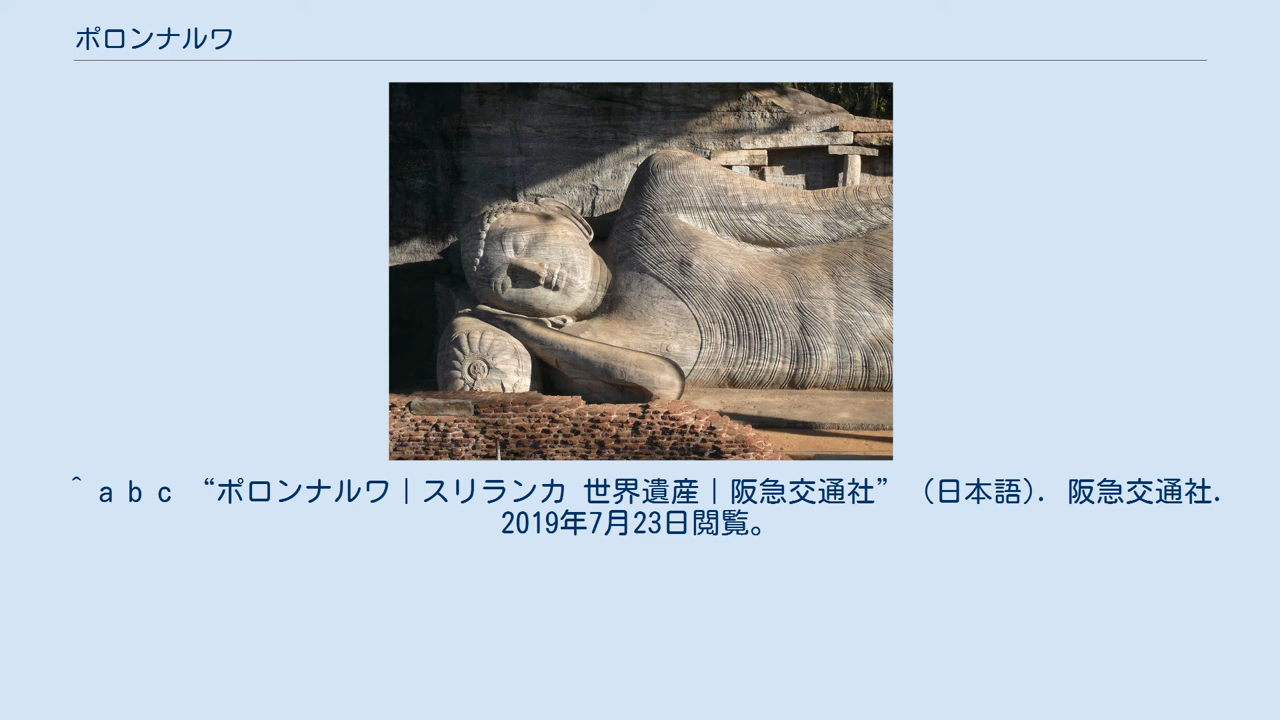 ポロンナルワ
^ a b c “ポロンナルワ｜スリランカ 世界遺産｜阪急交通社” (日本語). 阪急交通社.
2019年7月23日閲覧。